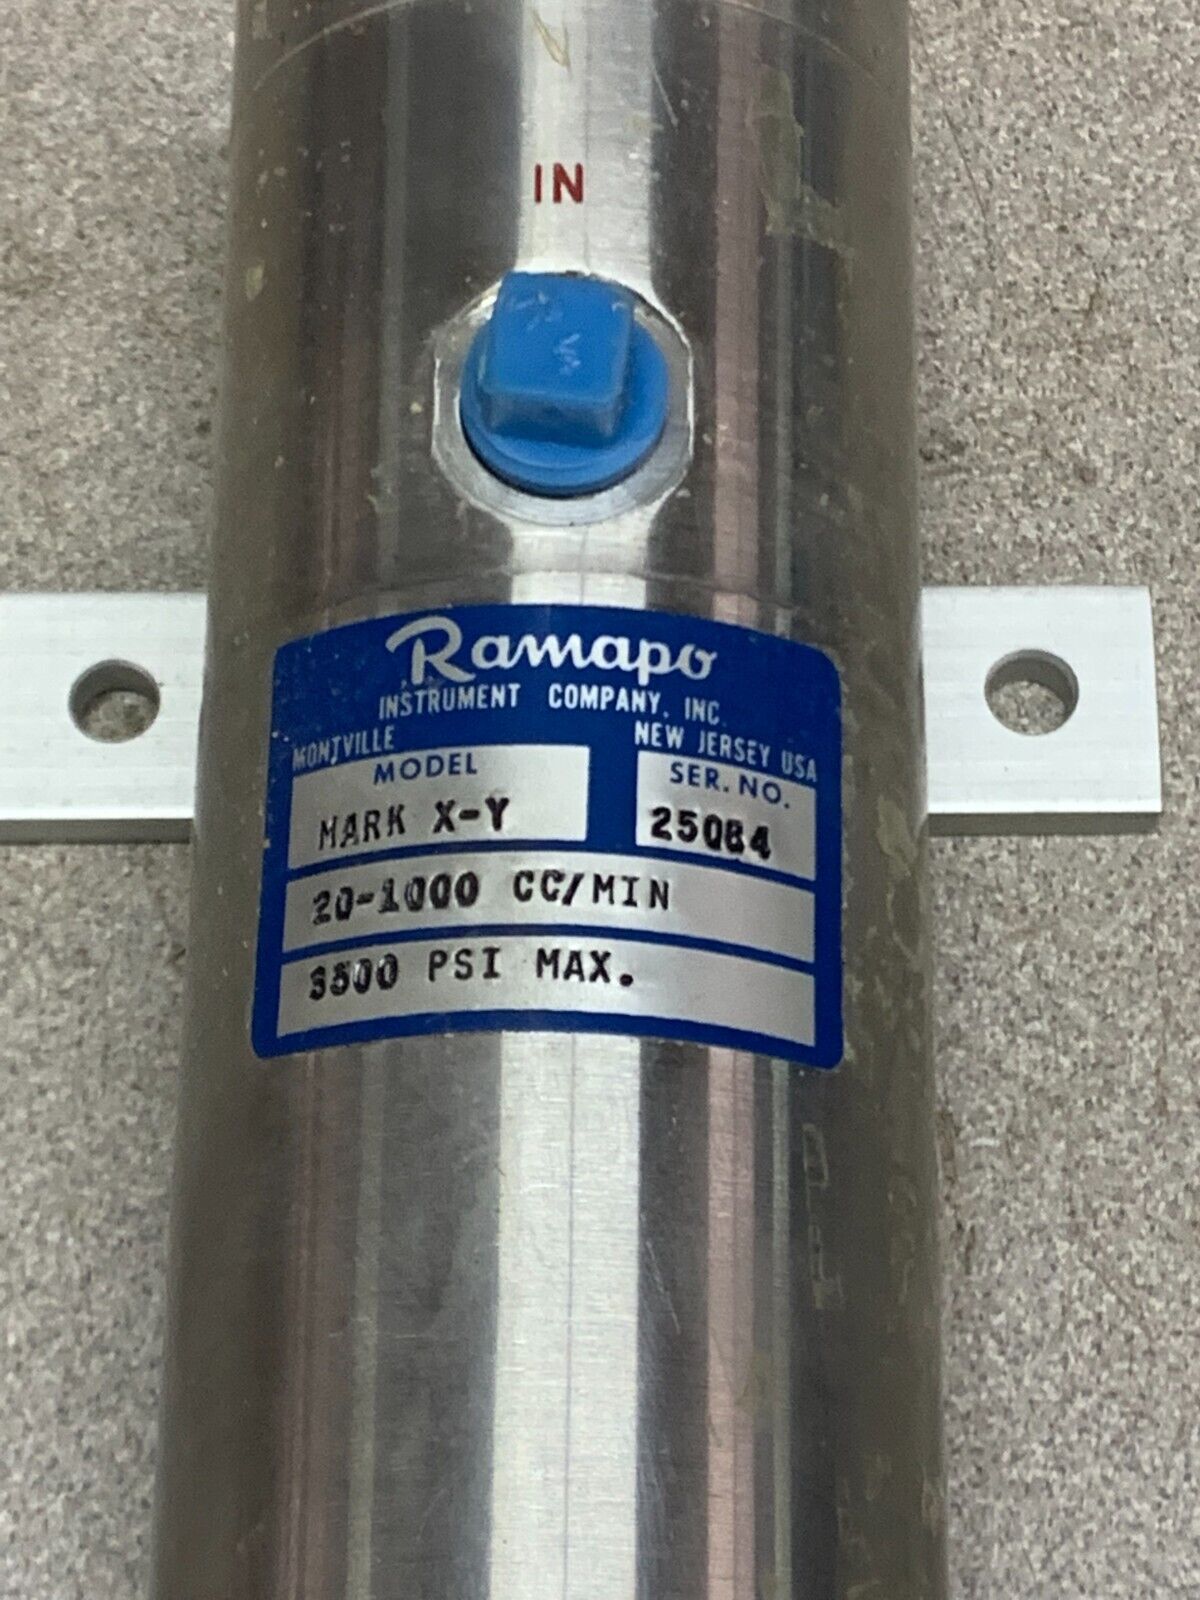 IN
Ramapo
INSTRUMENT COMPANY, INC.
MONTVILLE NEW JERSEY USA
MODEL SER. NO.
MARK X-Y 25084
20-1000 CC/MIN
3500 PSI MAX.